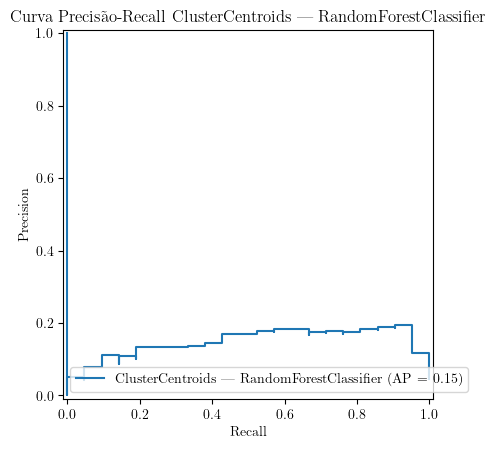 Curva Precisão-Recall ClusterCentroids — RandomForestClassifier
1.0
0.8
0.6
0.4
0.2
0.0
Precision
ClusterCentroids — RandomForestClassifier (AP = 0.15)
0.0 0.2 0.4 0.6 0.8 1.0
Recall